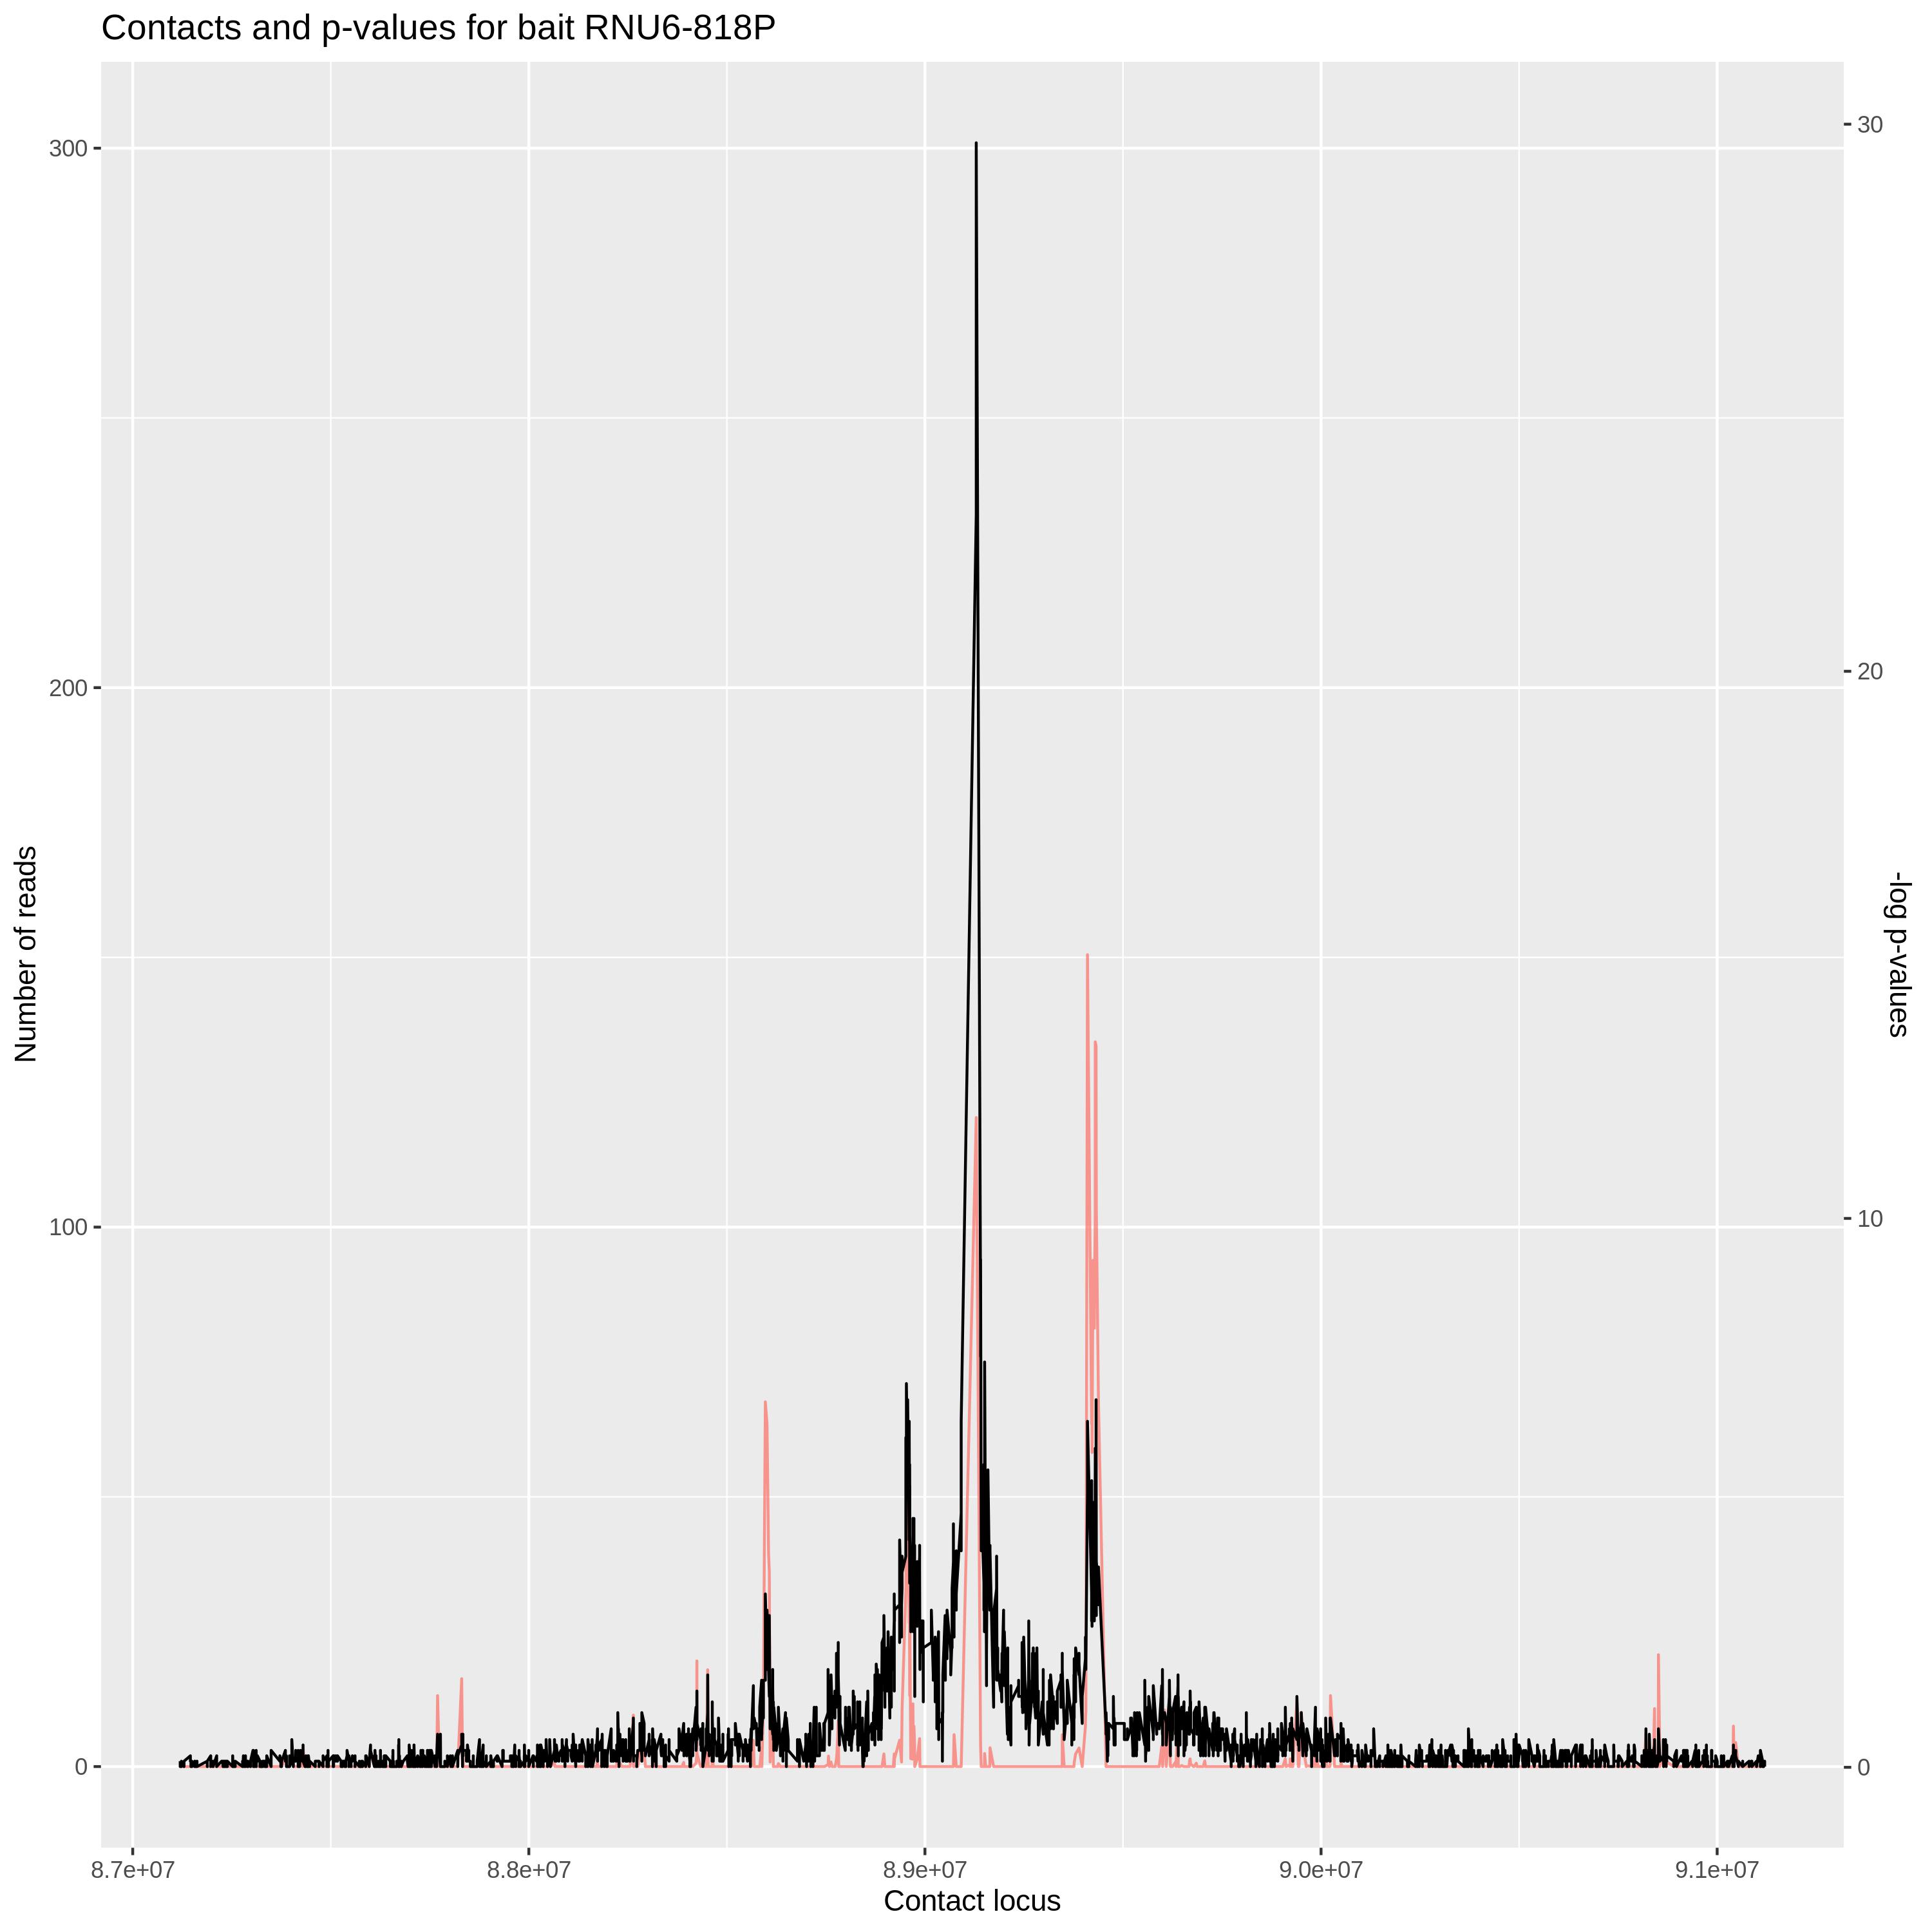 Contacts and p-values for bait RNU6-818P
300
200
100
0
30
20
10
0
Number of reads
-log p-values
8.7e+07 8.8e+07 8.9e+07 9.0e+07 9.1e+07
Contact locus